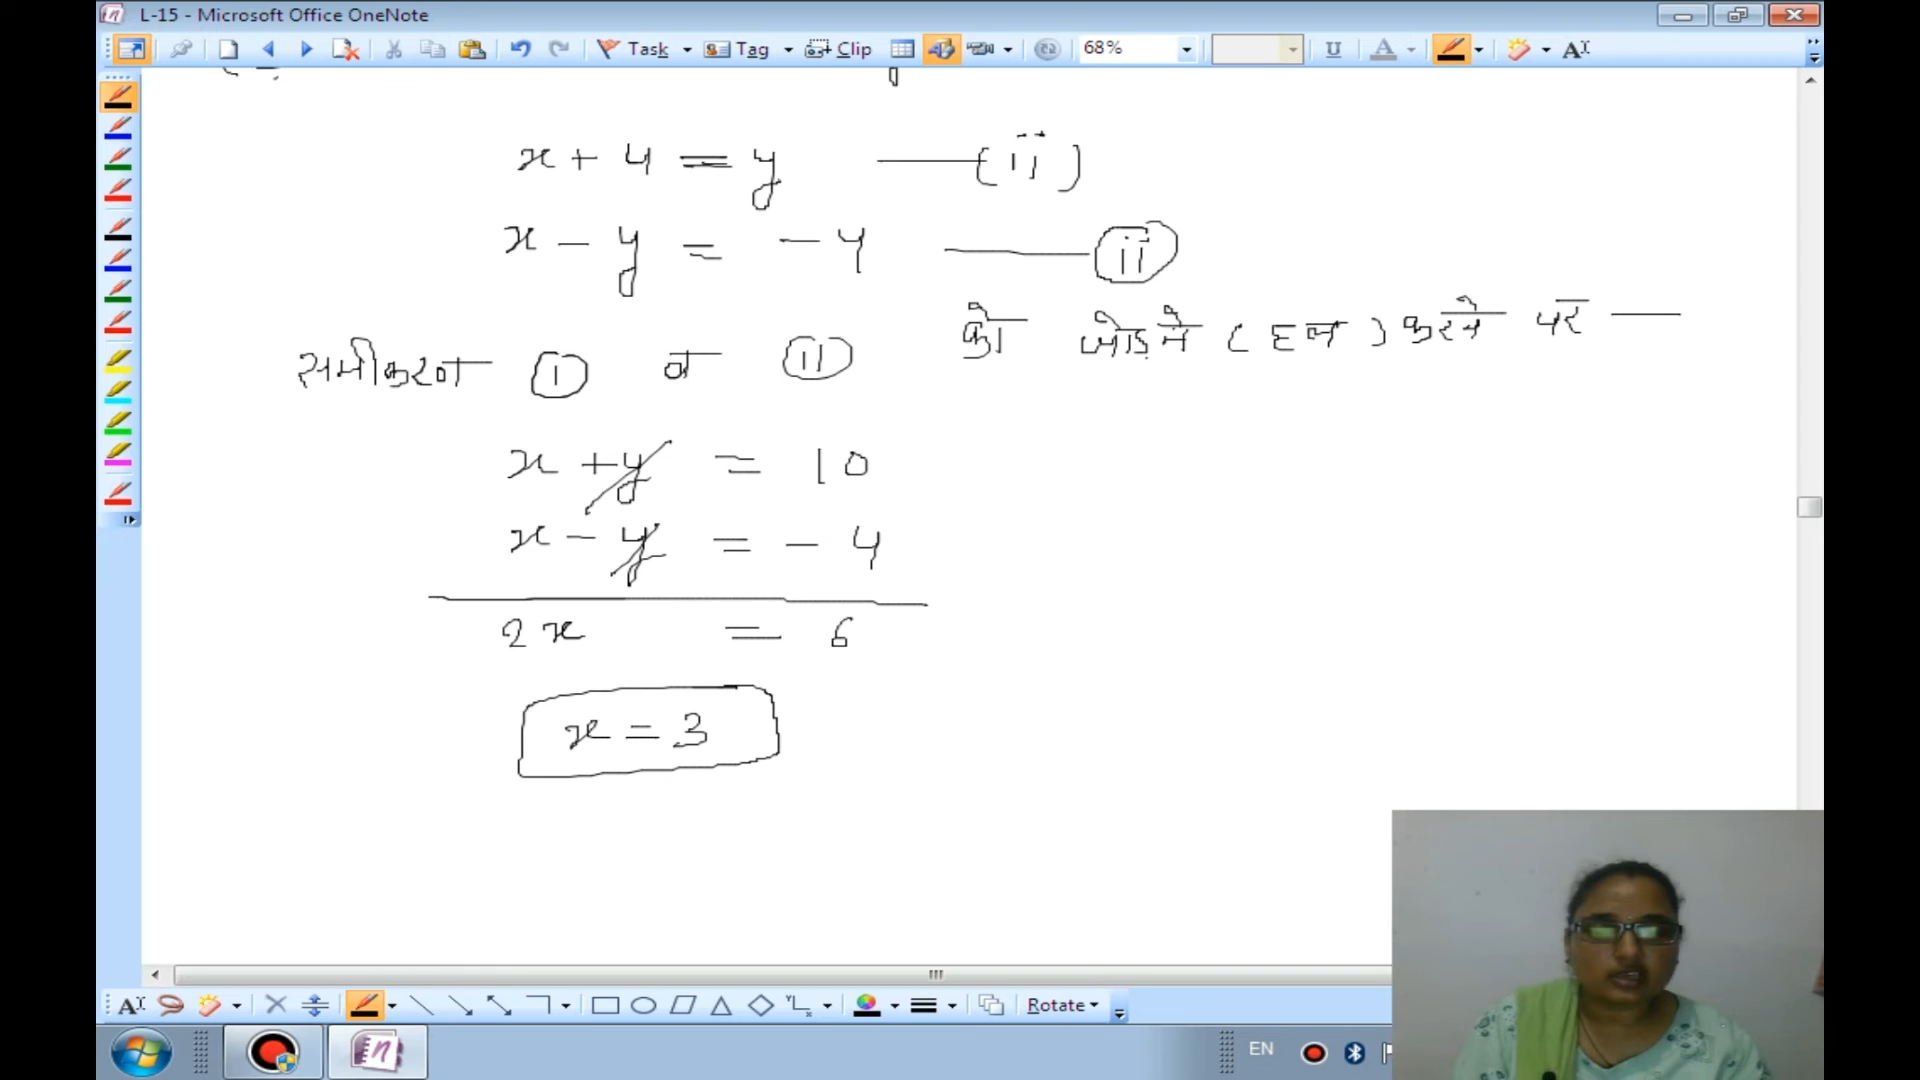 L-15 - Microsoft Office OneNote
Task Tag Clip 68% U A A
x + 4 = y —— (ii)
x - y = - 4 —— ii
समीकरण i व ii को जोड़ने (हल) करने पर —
x + y = 10
x - y = - 4
2x = 6
x = 3
A Rotate
EN